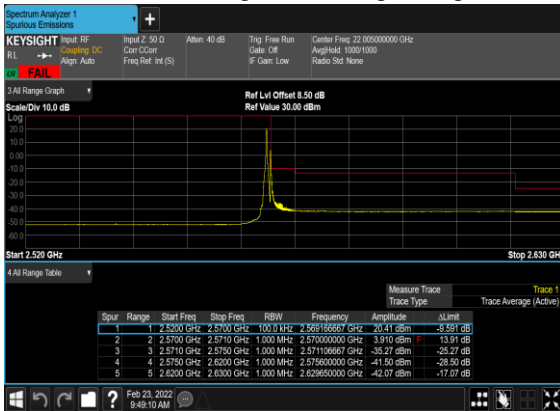 Spectrum Analyzer 1
Spurious Emissions
+
KEYSIGHT
RL
LV FAIL
Input: RF
Coupling: DC
Align: Auto
Input Z: 50 Ω
Corr CCorr
Freq Ref: Int (S)
Atten: 40 dB
Trig: Free Run
Gate: Off
IF Gain: Low
Center Freq: 22.005000000 GHz
Avg|Hold: 1000/1000
Radio Std: None
3 All Range Graph
Scale/Div 10.0 dB
Ref Lvl Offset 8.50 dB
Ref Value 30.00 dBm
Log
20.0
10.0
0.00
-10.0
-20.0
-30.0
-40.0
-50.0
-60.0
Start 2.520 GHz
Stop 2.630 GH
4 All Range Table
Measure Trace Trace 1
Trace Type Trace Average (Active)
Spur Range Start Freq Stop Freq RBW Frequency Amplitude ΔLimit
1 1 2.5200 GHz 2.5700 GHz 100.0 kHz 2.569166667 GHz 20.41 dBm -9.591 dB
2 2 2.5700 GHz 2.5710 GHz 1.000 MHz 2.570000000 GHz 3.910 dBm F 13.91 dB
3 3 2.5710 GHz 2.5750 GHz 1.000 MHz 2.571106667 GHz -35.27 dBm -25.27 dB
4 4 2.5750 GHz 2.6200 GHz 1.000 MHz 2.575600000 GHz -41.50 dBm -28.50 dB
5 5 2.6200 GHz 2.6300 GHz 1.000 MHz 2.629650000 GHz -42.07 dBm -17.07 dB
?
Feb 23, 2022
9:49:10 AM